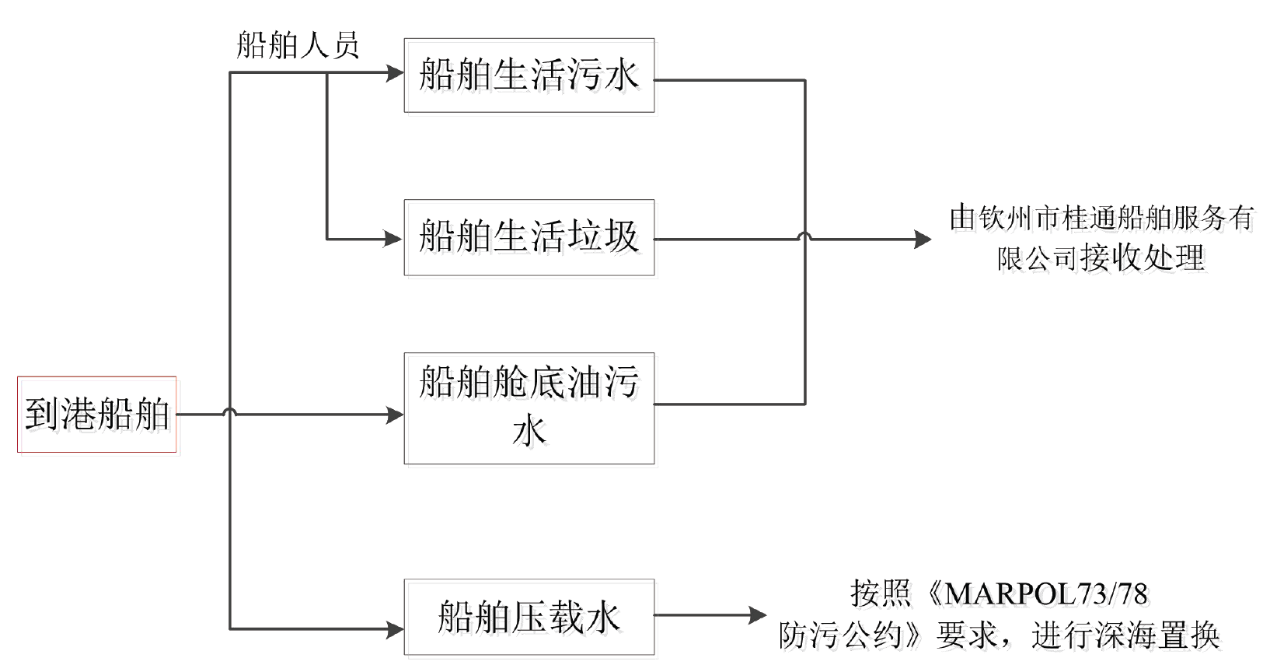 船舶人员
船舶生活污水
船舶生活垃圾
由钦州市桂通船舶服务有
限公司接收处理
船舶舱底油污
水
到港船舶
船舶压载水
按照《MARPOL73/78
防污公约》要求，进行深海置换